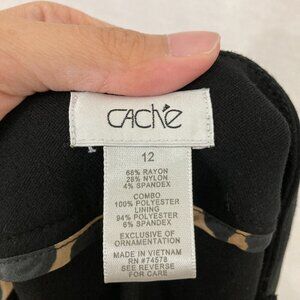 caché
12
68% RAYON
28% NYLON
4% SPANDEX
COMBO
100% POLYESTER
LINING
94% POLYESTER
6% SPANDEX
EXCLUSIVE OF
ORNAMENTATION
MADE IN VIETNAM
RN #74578
SEE REVERSE
FOR CARE